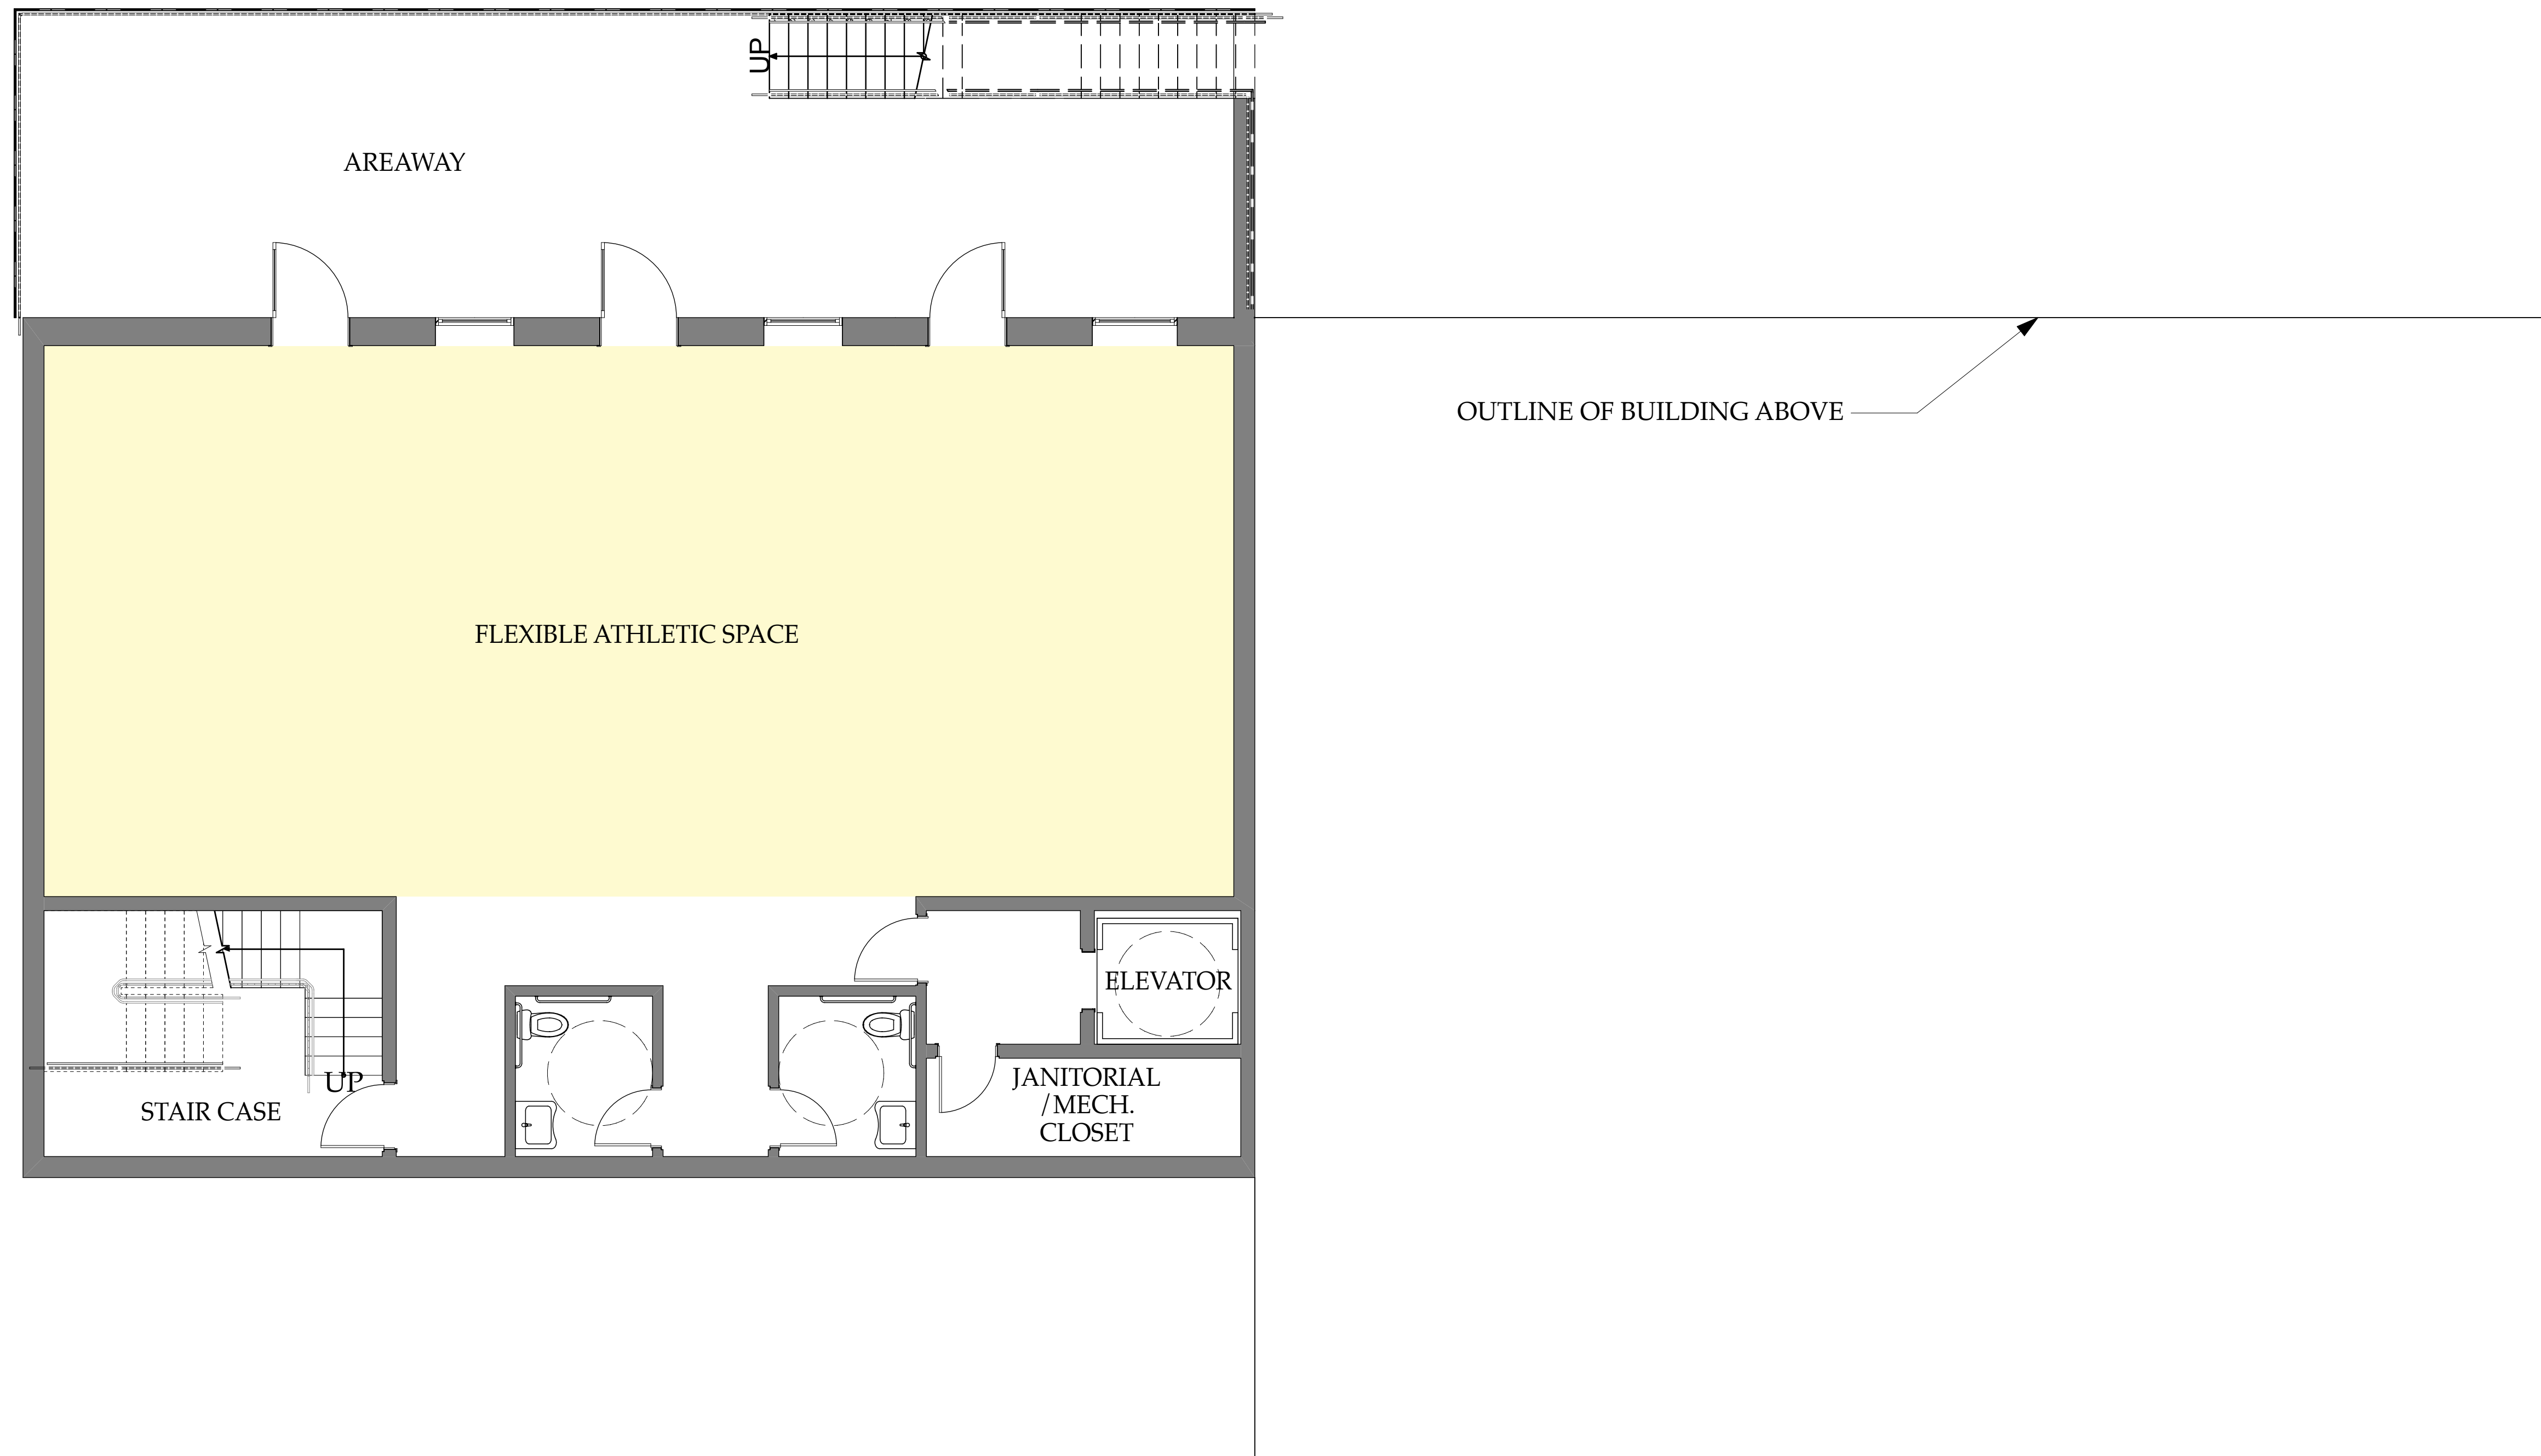 UP
AREAWAY
OUTLINE OF BUILDING ABOVE
FLEXIBLE ATHLETIC SPACE
ELEVATOR
UP
STAIR CASE
JANITORIAL
/MECH.
CLOSET